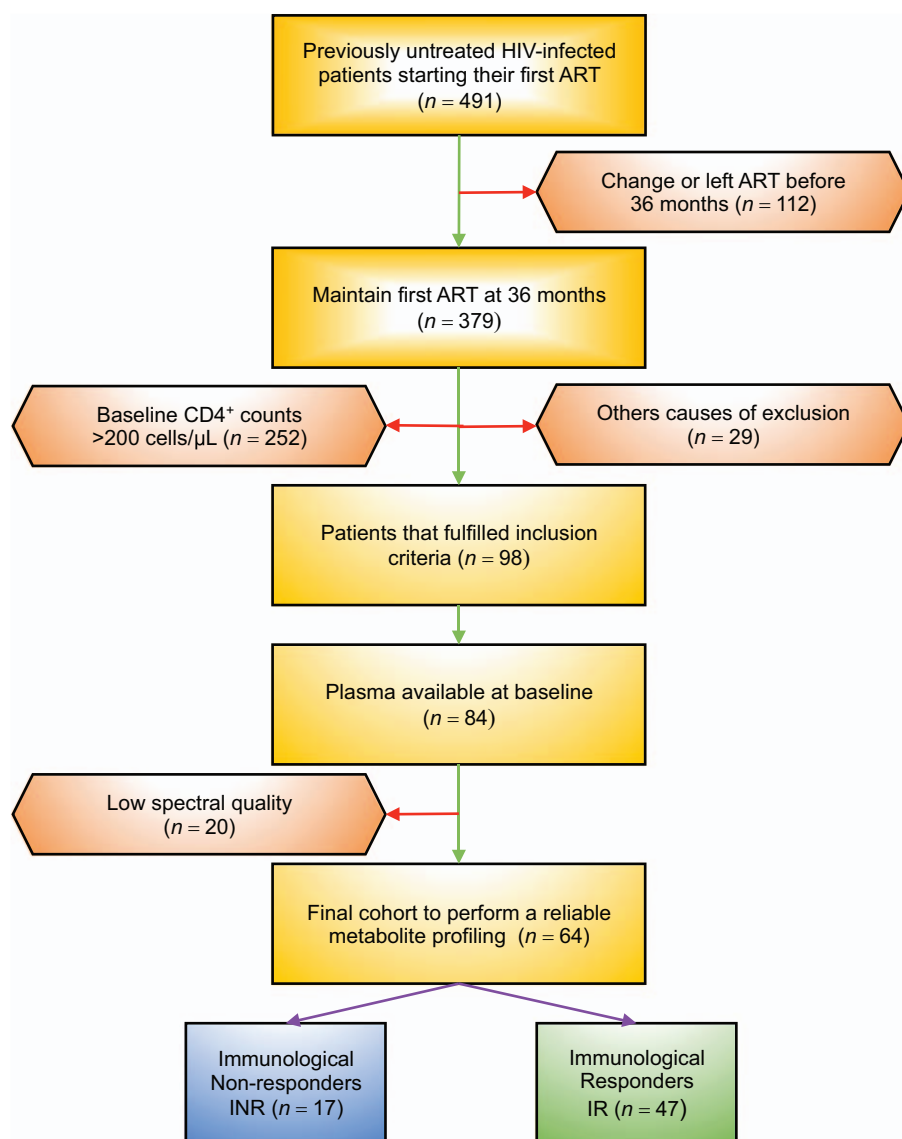 Previously untreated HIV-infected
patients starting their first ART
(n = 491)
Change or left ART before
36 months (n = 112)
Maintain first ART at 36 months
(n = 379)
Baseline CD4⁺ counts
>200 cells/µL (n = 252)
Others causes of exclusion
(n = 29)
Patients that fulfilled inclusion
criteria (n = 98)
Plasma available at baseline
(n = 84)
Low spectral quality
(n = 20)
Final cohort to perform a reliable
metabolite profiling (n = 64)
Immunological
Non-responders
INR (n = 17)
Immunological
Responders
IR (n = 47)